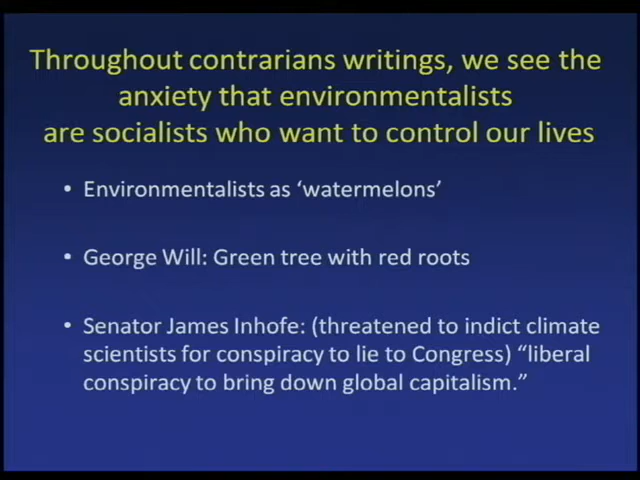 Throughout contrarians writings, we see the
anxiety that environmentalists
are socialists who want to control our lives
• Environmentalists as ‘watermelons’
• George Will: Green tree with red roots
• Senator James Inhofe: (threatened to indict climate
scientists for conspiracy to lie to Congress) “liberal
conspiracy to bring down global capitalism.”